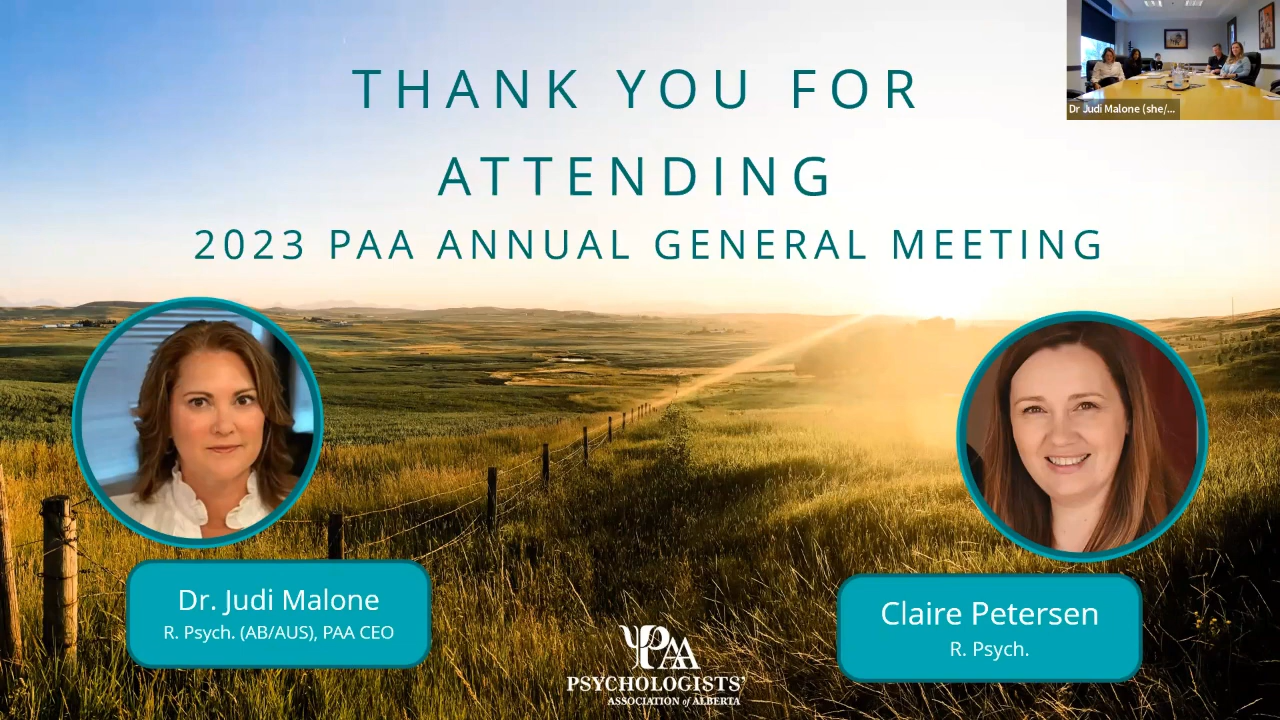 THANK YOU FOR
ATTENDING
2023 PAA ANNUAL GENERAL MEETING
Dr Judi Malone (she/...
Dr. Judi Malone
R. Psych. (AB/AUS), PAA CEO
Claire Petersen
R. Psych.
PAA
PSYCHOLOGISTS'
ASSOCIATION of ALBERTA